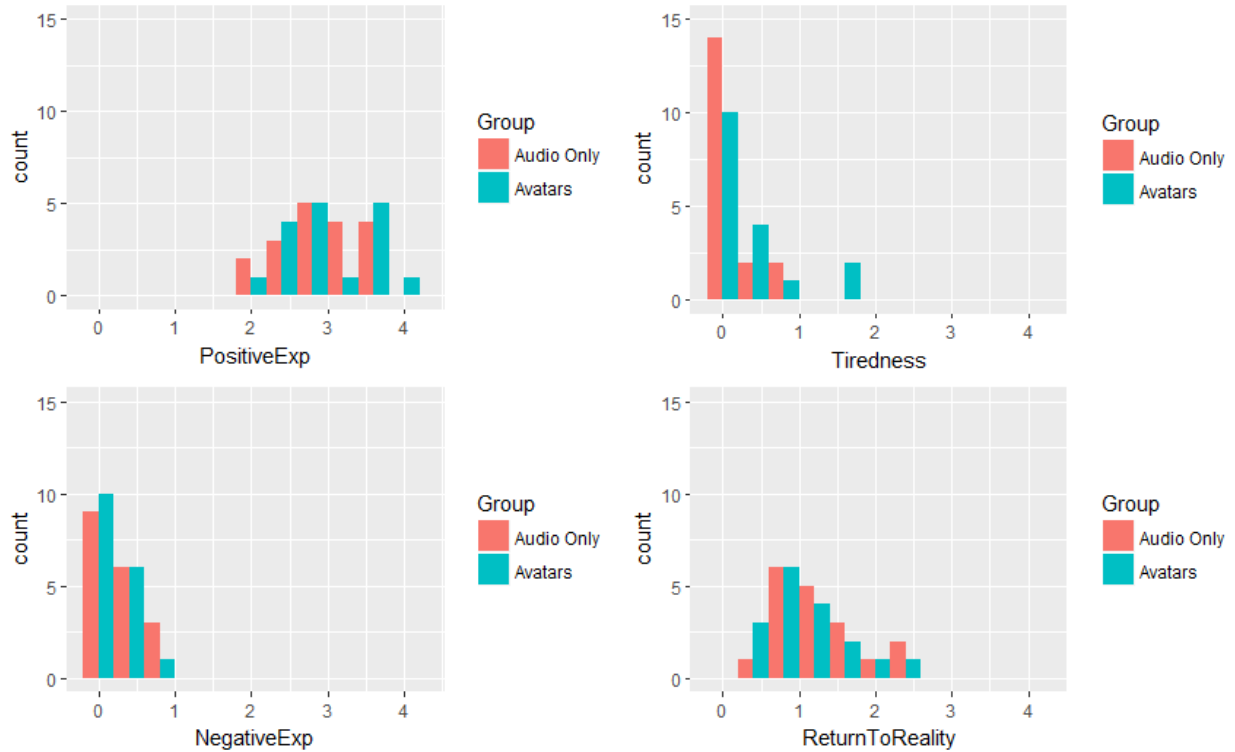 15
10
5
0
count
0 1 2 3 4
PositiveExp
Group
Audio Only
Avatars
15
10
5
0
count
0 1 2 3 4
Tiredness
Group
Audio Only
Avatars
15
10
5
0
count
0 1 2 3 4
NegativeExp
Group
Audio Only
Avatars
15
10
5
0
count
0 1 2 3 4
ReturnToReality
Group
Audio Only
Avatars